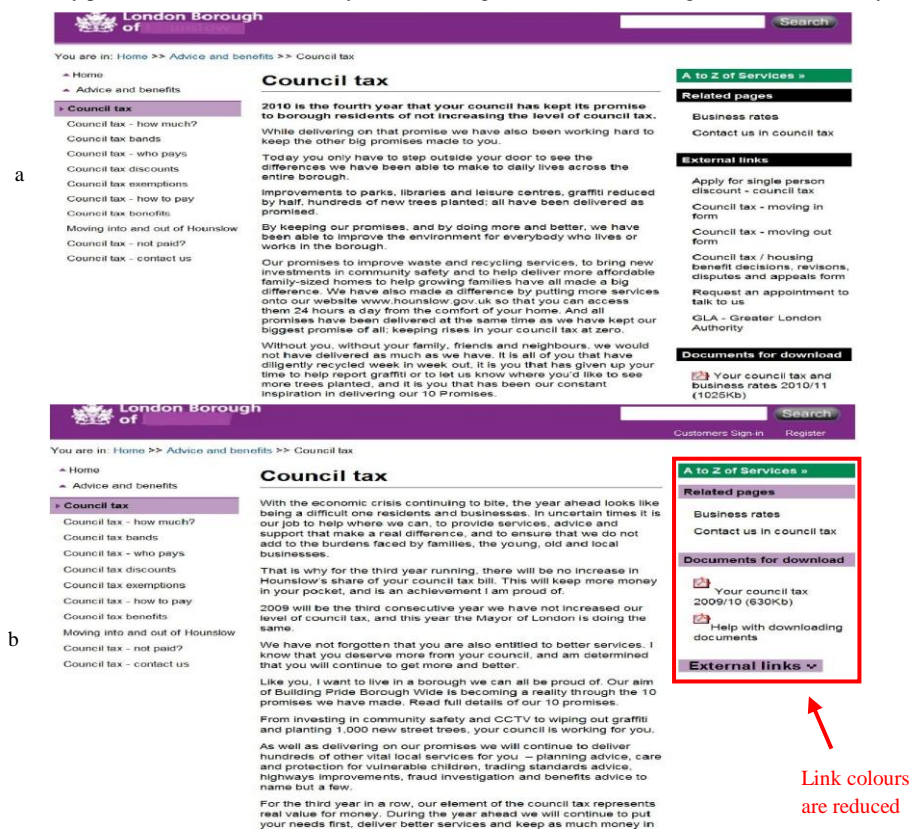 London Borough
of
Search
You are in: Home >> Advice and benefits >> Council tax
Home
Advice and benefits
Council tax
Council tax - how much?
Council tax bands
Council tax - who pays
Council tax discounts
Council tax exemptions
Council tax - how to pay
Council tax benefits
Moving into and out of Hounslow
Council tax - not paid?
Council tax - contact us
a
Council tax
2010 is the fourth year that your council has kept its promise
to borough residents of not increasing the level of council tax.
While delivering on that promise we have also been working hard to
keep the other big promises made to you.
Today you only have to step outside your door to see the
differences we have been able to make to daily lives across the
entire borough.
Improvements to parks, libraries and leisure centres, graffiti reduced
by half, hundreds of new trees planted; all have been delivered as
promised.
By keeping our promises, and by doing more and better, we have
been able to improve the environment for everybody who lives or
works in the borough.
Our promises to improve waste and recycling services, to bring new
investments in community safety and to help deliver more affordable
family-sized homes to help growing families have all made a big
difference. We have also made a difference by putting more services
onto our website www.hounslow.gov.uk so that you can access
them 24 hours a day from the comfort of your home. And all
promises have been delivered at the same time as we have kept our
biggest promise of all; keeping rises in your council tax at zero.
Without you, without your family, friends and neighbours, we would
not have delivered as much as we have. It is all of you that have
diligently recycled week in week out, it is you that has given up your
time to help report graffiti or to let us know where you'd like to see
more trees planted, and it is you that has been our constant
inspiration in delivering our 10 Promises.
A to Z of Services »
Related pages
Business rates
Contact us in council tax
External links
Apply for single person
discount - council tax
Council tax - moving in
form
Council tax - moving out
form
Council tax / housing
benefit decisions, revisons,
disputes and appeals form
Request an appointment to
talk to us
GLA - Greater London
Authority
Documents for download
Your council tax and
business rates 2010/11
(1025Kb)
London Borough
of
Search
Customers Sign-in Register
You are in: Home >> Advice and benefits >> Council tax
Home
Advice and benefits
Council tax
Council tax - how much?
Council tax bands
Council tax - who pays
Council tax discounts
Council tax exemptions
Council tax - how to pay
Council tax benefits
Moving into and out of Hounslow
Council tax - not paid?
Council tax - contact us
b
Council tax
With the economic crisis continuing to bite, the year ahead looks like
being a difficult one residents and businesses. In uncertain times it is
our job to help where we can, to provide services, advice and
support that make a real difference, and to ensure that we do not
add to the burdens faced by families, the young, old and local
businesses.
That is why for the third year running, there will be no increase in
Hounslow's share of your council tax bill. This will keep more money
in your pocket, and is an achievement I am proud of.
2009 will be the third consecutive year we have not increased our
level of council tax, and this year the Mayor of London is doing the
same.
We have not forgotten that you are also entitled to better services. I
know that you deserve more from your council, and am determined
that you will continue to get more and better.
Like you, I want to live in a borough we can all be proud of. Our aim
of Building Pride Borough Wide is becoming a reality through the 10
promises we have made. Read full details of our 10 promises.
From investing in community safety and CCTV to wiping out graffiti
and planting 1,000 new street trees, your council is working for you.
As well as delivering on our promises we will continue to deliver
hundreds of other vital local services for you – planning advice, care
and protection for vulnerable children, trading standards advice,
highways improvements, fraud investigation and benefits advice to
name but a few.
For the third year in a row, our element of the council tax represents
real value for money. During the year ahead we will continue to put
your needs first, deliver better services and keep as much money in
A to Z of Services »
Related pages
Business rates
Contact us in council tax
Documents for download
Your council tax
2009/10 (630Kb)
Help with downloading
documents
External links
Link colours
are reduced